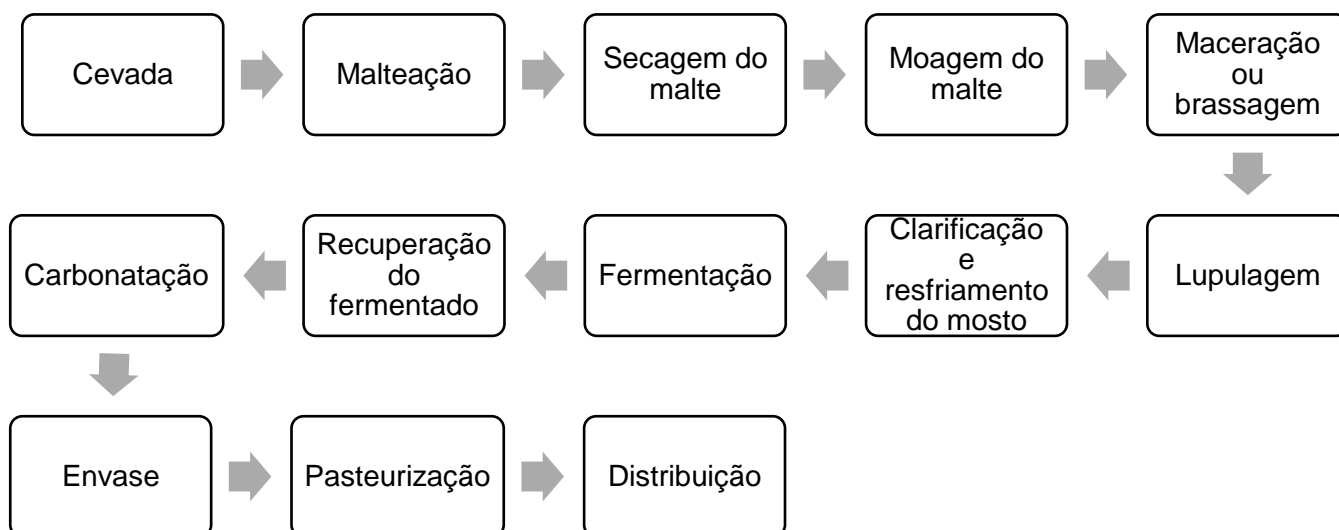 Cevada
Malteação
Secagem do
malte
Moagem do
malte
Maceração
ou
brassagem
Lupulagem
Clarificação
e
resfriamento
do mosto
Fermentação
Recuperação
do
fermentado
Carbonatação
Envase
Pasteurização
Distribuição